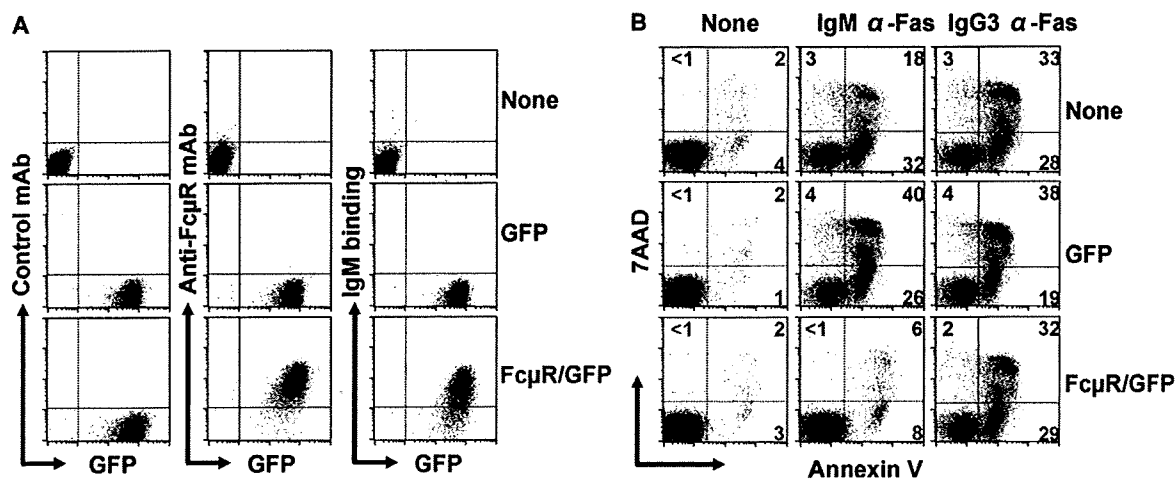 A
Control mAb
Anti-FcμR mAb
IgM binding
None
GFP
FcμR/GFP
GFP
GFP
GFP
B
None
IgM α-Fas
IgG3 α-Fas
<1 2
4
3 18
32
3 33
28
None
<1 2
1
4 40
26
4 38
19
GFP
<1 2
3
<1 6
8
2 32
29
FcμR/GFP
7AAD
Annexin V